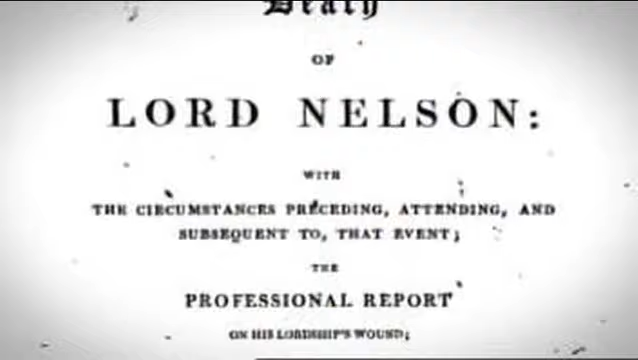 Death
OF
LORD NELSON:
WITH
THE CIRCUMSTANCES PRECEDING, ATTENDING, AND
SUBSEQUENT TO, THAT EVENT;
THE
PROFESSIONAL REPORT
ON HIS LORDSHIP'S WOUND;